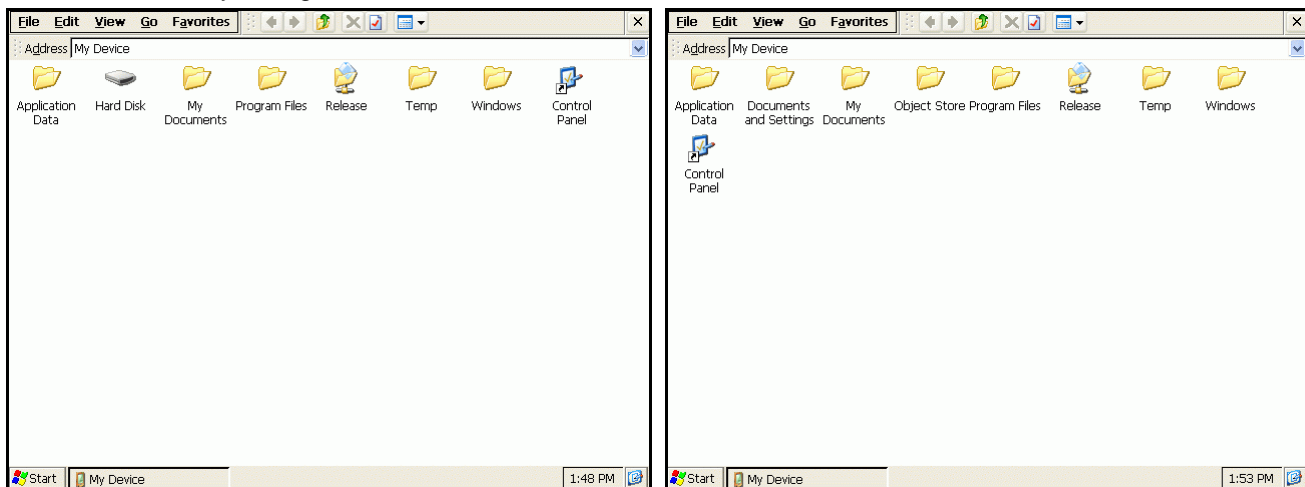 File Edit View Go Favorites
Address My Device
Application Data Hard Disk My Documents Program Files Release Temp Windows Control Panel
Start My Device 1:48 PM
File Edit View Go Favorites
Address My Device
Application Data Documents and Settings My Documents Object Store Program Files Release Temp Windows
Control Panel
Start My Device 1:53 PM